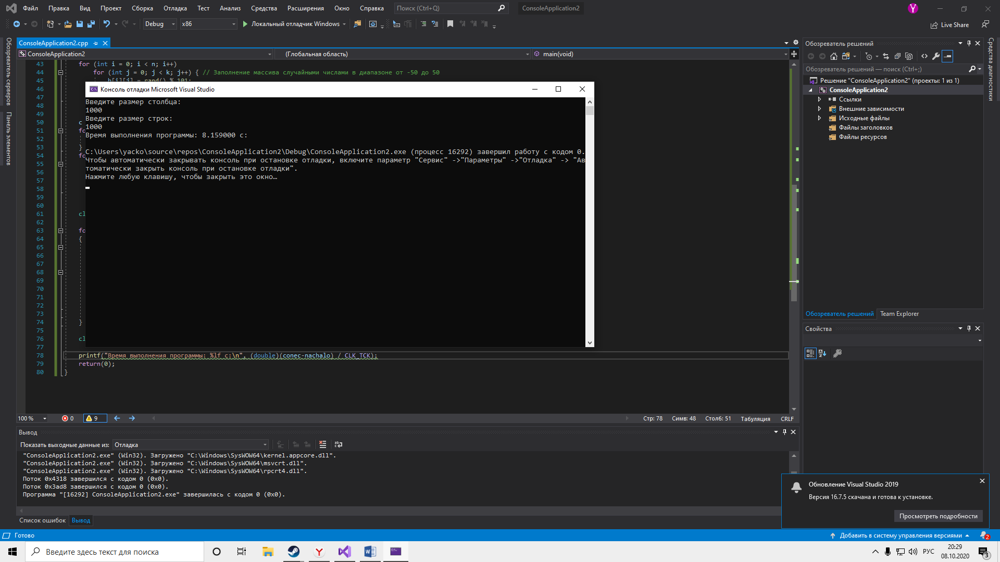 Файл Правка Вид Проект Сборка Отладка Тест Анализ Средства Расширения Окно Справка Поиск (Ctrl+Q) ConsoleApplication2 Y
Debug x86 Локальный отладчик Windows Live Share
Обозреватель серверов
Панель элементов
ConsoleApplication2.cpp
ConsoleApplication2 (Глобальная область) main(void)
43 for (int i = 0; i < n; i++)
44 for (int j = 0; j < k; j++) { // Заполнение массива случайными числами в диапазоне от -50 до 50
45 b[i][j] = rand() % 101;
46
47
48
49
50 c
51 fo
52
53 }
54 fo
55
56
57
58
59
60
61 cl
62
63 fo
64 {
65
66
67
68
69
70
71
72
73
74 }
75
76 cl
77
78 printf("Время выполнения программы: %lf c:\n", (double)(conec-nachalo) / CLK_TCK);
79 return(0);
80 }
Консоль отладки Microsoft Visual Studio
Введите размер столбца:
1000
Введите размер строк:
1000
Время выполнения программы: 8.159000 c:
C:\Users\yacko\source\repos\ConsoleApplication2\Debug\ConsoleApplication2.exe (процесс 16292) завершил работу с кодом 0.
Чтобы автоматически закрывать консоль при остановке отладки, включите параметр "Сервис" ->"Параметры" ->"Отладка" -> "Ав
томатически закрыть консоль при остановке отладки".
Нажмите любую клавишу, чтобы закрыть это окно…
100 % 0 9 Стр: 78 Симв: 48 Столб: 51 Табуляция CRLF
Вывод
Показать выходные данные из: Отладка
"ConsoleApplication2.exe" (Win32). Загружено "C:\Windows\SysWOW64\kernel.appcore.dll".
"ConsoleApplication2.exe" (Win32). Загружено "C:\Windows\SysWOW64\msvcrt.dll".
"ConsoleApplication2.exe" (Win32). Загружено "C:\Windows\SysWOW64\rpcrt4.dll".
Поток 0x4318 завершился с кодом 0 (0x0).
Поток 0x3ad8 завершился с кодом 0 (0x0).
Программа "[16292] ConsoleApplication2.exe" завершилась с кодом 0 (0x0).
Список ошибок Вывод
Обозреватель решений
Обозреватель решений — поиск (Ctrl+;)
Решение "ConsoleApplication2" (проекты: 1 из 1)
ConsoleApplication2
Ссылки
Внешние зависимости
Исходные файлы
Файлы заголовков
Файлы ресурсов
Обозреватель решений Team Explorer
Свойства
Средства диагностики
Обновление Visual Studio 2019
Версия 16.7.5 скачана и готова к установке.
Просмотреть подробности
Готово Добавить в систему управления версиями 2
Введите здесь текст для поиска
РУС
20:29
08.10.2020
3